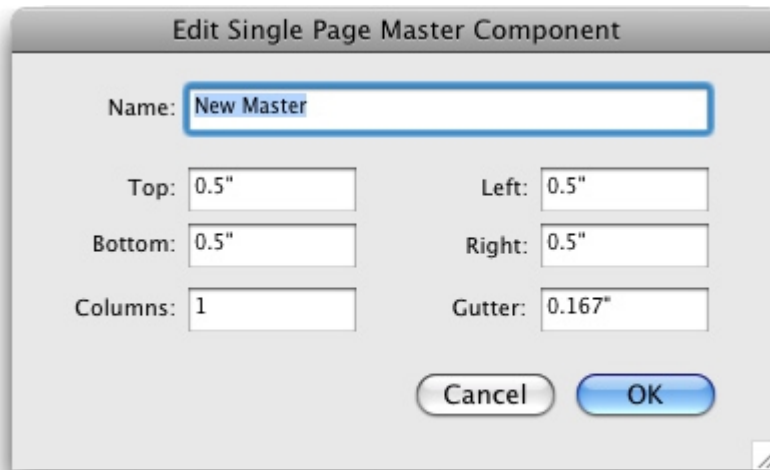 Edit Single Page Master Component
Name: New Master
Top: 0.5" Left: 0.5"
Bottom: 0.5" Right: 0.5"
Columns: 1 Gutter: 0.167"
Cancel OK